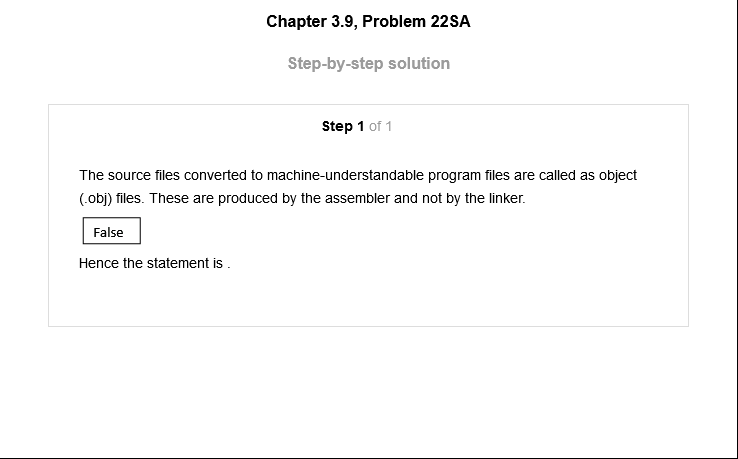 Chapter 3.9, Problem 22SA
Step-by-step solution
Step 1 of 1
The source files converted to machine-understandable program files are called as object
(.obj) files. These are produced by the assembler and not by the linker.
False
Hence the statement is .